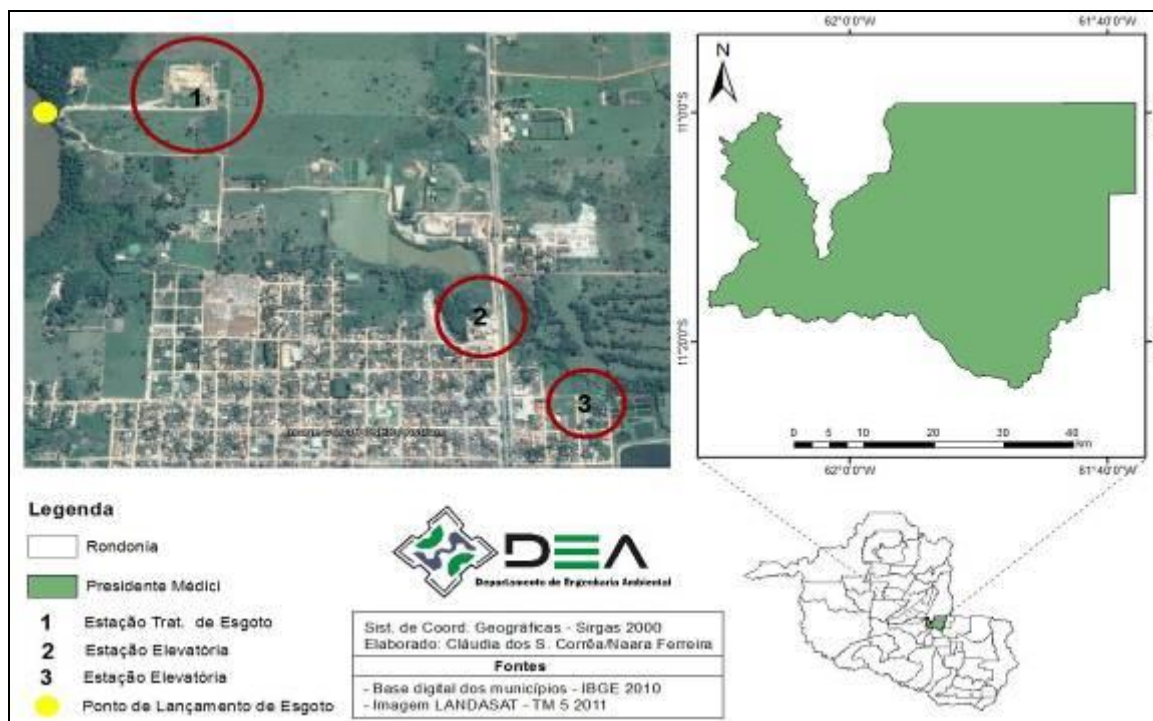 1
2
3
62°0'0"W
61°40'0"W
N
11°0'0"S
11°20'0"S
0 5 10 20 30 40
km
62°0'0"W
61°40'0"W
Legenda
Rondonia
Presidente Médici
1 Estação Trat. de Esgoto
2 Estação Elevatória
3 Estação Elevatória
Ponto de Lançamento de Esgoto
DEA
Departamento de Engenharia Ambiental
Sist. de Coord. Geográficas - Sirgas 2000
Elaborado: Cláudia dos S. Corrêa/Naara Ferreira
Fontes
- Base digital dos municípios - IBGE 2010
- Imagem LANDASAT - TM 5 2011